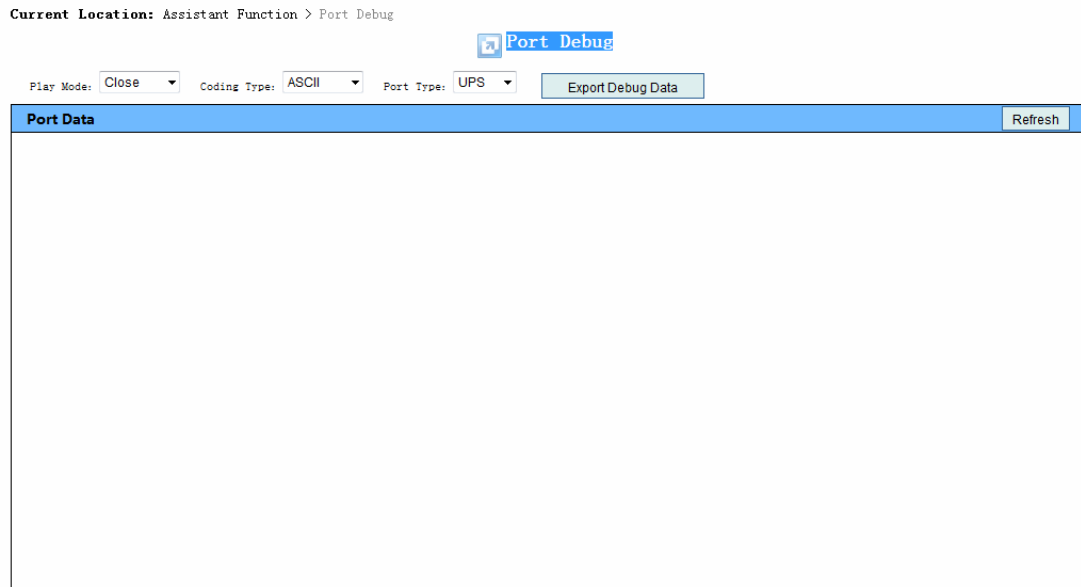 Current Location: Assistant Function > Port Debug
Port Debug
Play Mode: Close Coding Type: ASCII Port Type: UPS Export Debug Data
Port Data Refresh